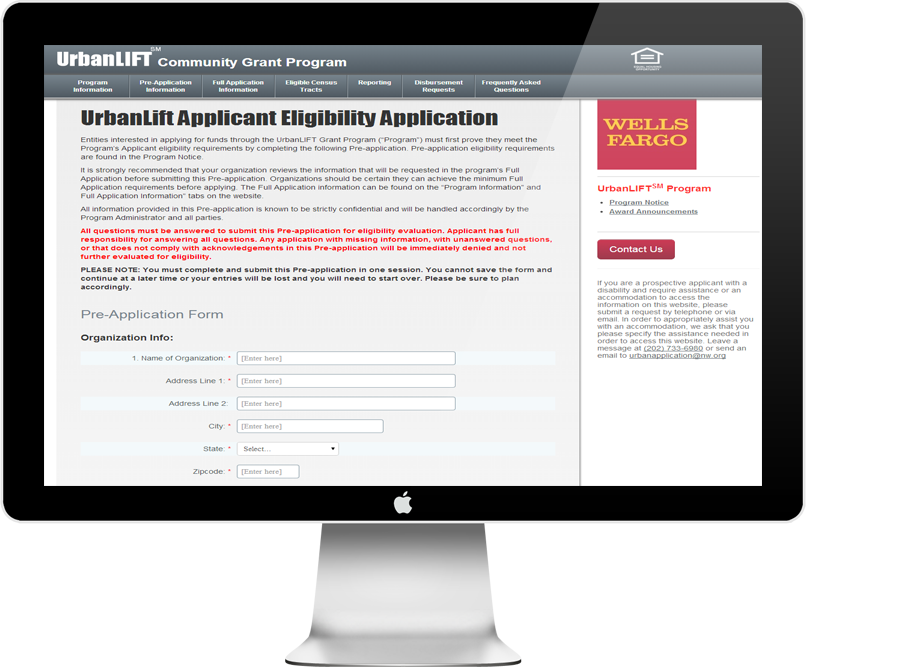 UrbanLIFT SM Community Grant Program
Program Information
Pre-Application Information
Full Application Information
Eligible Census Tracts
Reporting
Disbursement Requests
Frequently Asked Questions
UrbanLift Applicant Eligibility Application
Entities interested in applying for funds through the UrbanLIFT Grant Program ("Program") must first prove they meet the
Program's Applicant eligibility requirements by completing the following Pre-application. Pre-application eligibility requirements
are found in the Program Notice.
It is strongly recommended that your organization reviews the information that will be requested in the program's Full
Application before submitting this Pre-application. Organizations should be certain they can achieve the minimum Full
Application requirements before applying. The Full Application information can be found on the "Program Information" and
Full Application Information" tabs on the website.
All information provided in this Pre-application is known to be strictly confidential and will be handled accordingly by the
Program Administrator and all parties.
All questions must be answered to submit this Pre-application for eligibility evaluation. Applicant has full
responsibility for answering all questions. Any application with missing information, with unanswered questions,
or that does not comply with acknowledgements in this Pre-application will be immediately denied and not
further evaluated for eligibility.
PLEASE NOTE: You must complete and submit this Pre-application in one session. You cannot save the form and
continue at a later time or your entries will be lost and you will need to start over. Please be sure to plan
accordingly.
Pre-Application Form
Organization Info:
1. Name of Organization: * [Enter here]
Address Line 1: * [Enter here]
Address Line 2: [Enter here]
City: * [Enter here]
State: * Select...
Zipcode: * [Enter here]
WELLS
FARGO
UrbanLIFT SM Program
• Program Notice
• Award Announcements
Contact Us
If you are a prospective applicant with a
disability and require assistance or an
accommodation to access the
information on this website, please
submit a request by telephone or via
email. In order to appropriately assist you
with an accommodation, we ask that you
please specify the assistance needed in
order to access this website. Leave a
message at (202) 733-6980 or send an
email to urbanapplication@nw.org